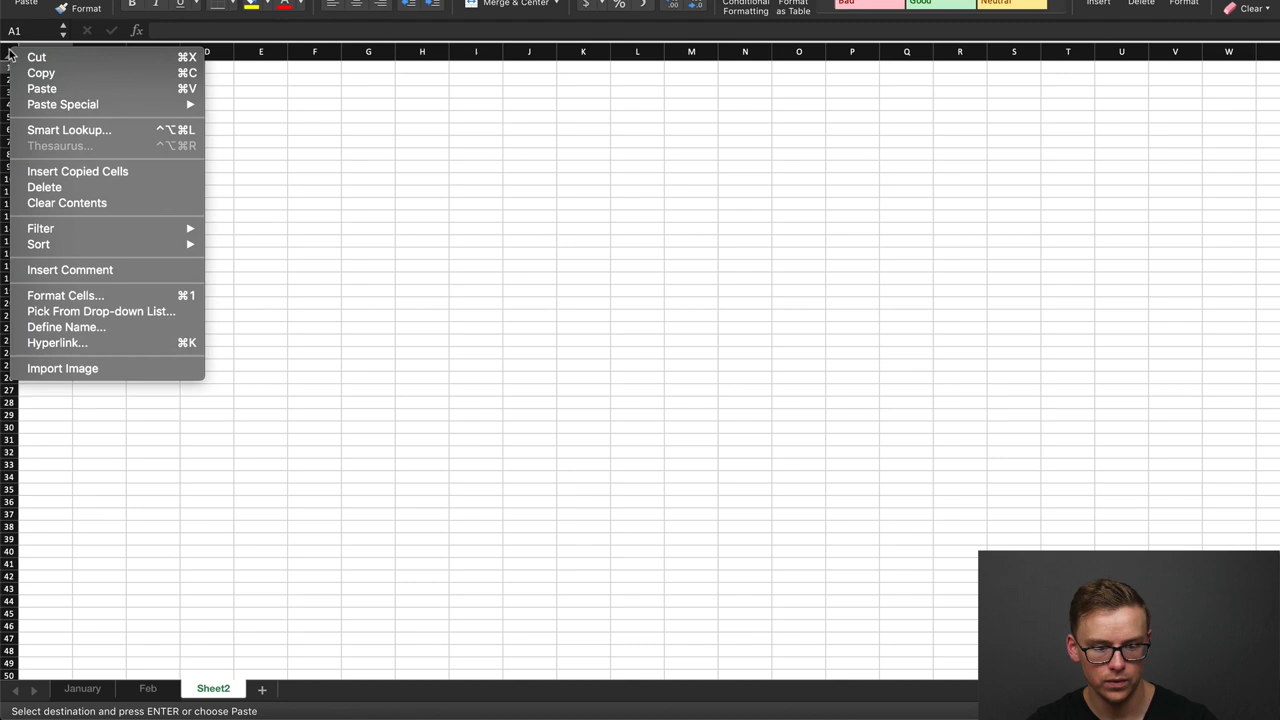 Paste
Format
B I U A
Merge & Center
$ % )
Conditional Formatting
Format as Table
Bad Good Neutral
Insert Delete Format
Clear
A1 fx
D E F G H I J K L M N O P Q R S T U V W
Cut ⌘X
Copy ⌘C
Paste ⌘V
Paste Special
Smart Lookup... ^⌥⌘L
Thesaurus... ^⌥⌘R
Insert Copied Cells
Delete
Clear Contents
Filter
Sort
Insert Comment
Format Cells... ⌘1
Pick From Drop-down List...
Define Name...
Hyperlink... ⌘K
Import Image
27
28
29
30
31
32
33
34
35
36
37
38
39
40
41
42
43
44
45
46
47
48
49
50
January Feb Sheet2 +
Select destination and press ENTER or choose Paste